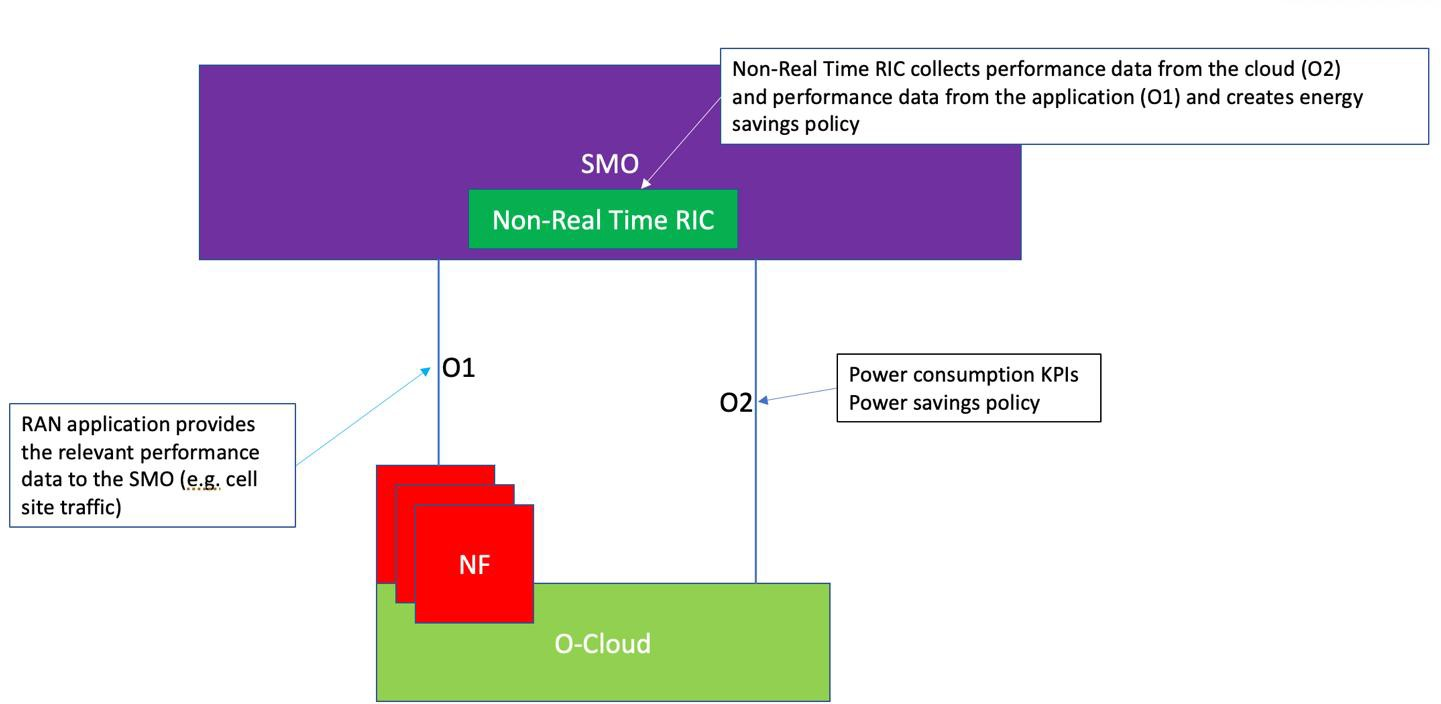 Non-Real Time RIC collects performance data from the cloud (O2)
and performance data from the application (O1) and creates energy
savings policy
SMO
Non-Real Time RIC
O1
Power consumption KPIs
Power savings policy
O2
RAN application provides
the relevant performance
data to the SMO (e.g. cell
site traffic)
NF
O-Cloud